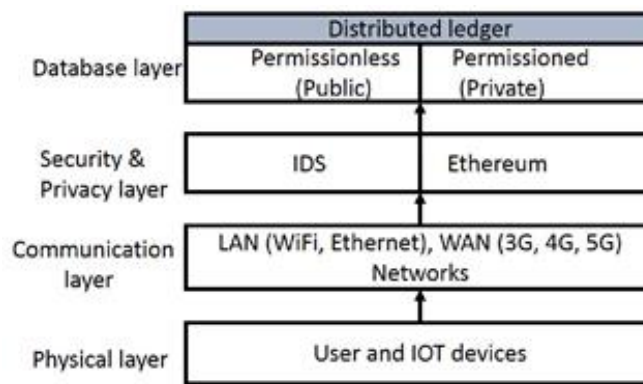 Distributed ledger
Database layer
Permissionless
(Public)
Permissioned
(Private)
Security &
Privacy layer
IDS
Ethereum
Communication
layer
LAN (WiFi, Ethernet), WAN (3G, 4G, 5G)
Networks
Physical layer
User and IOT devices